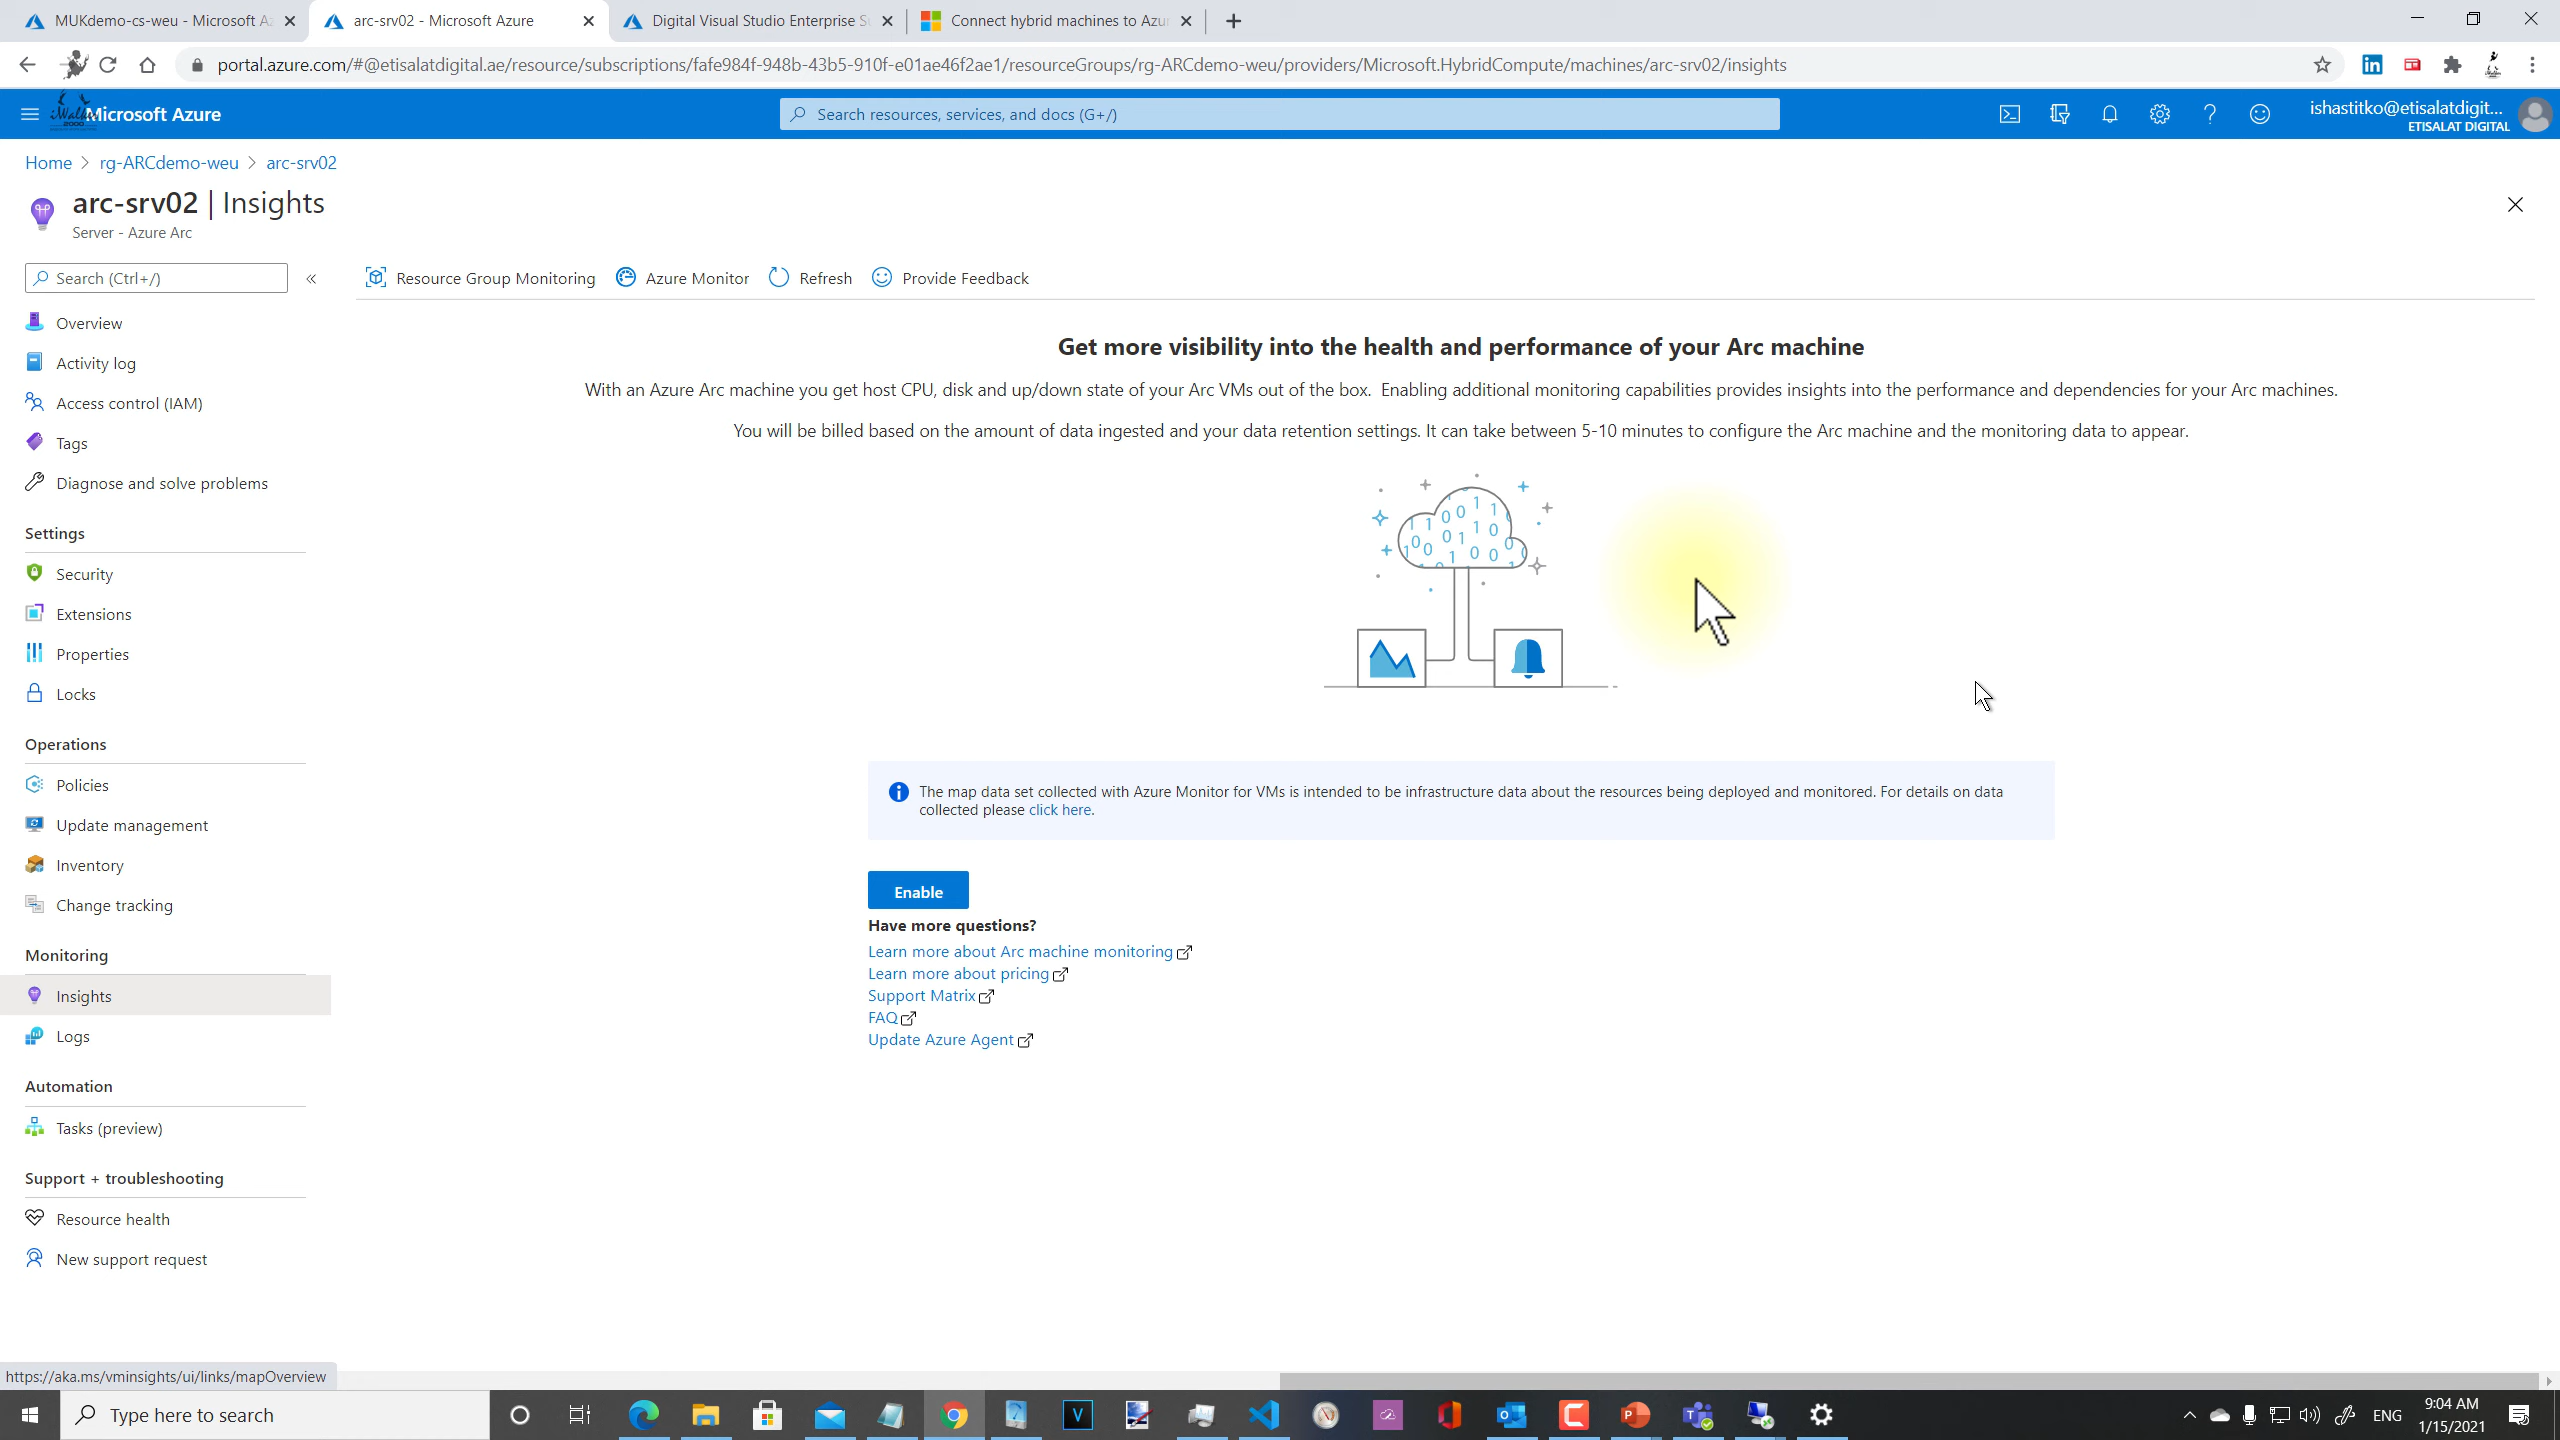 MUKdemo-cs-weu - Microsoft Az
arc-srv02 - Microsoft Azure
Digital Visual Studio Enterprise S
Connect hybrid machines to Azu
portal.azure.com/#@etisalatdigital.ae/resource/subscriptions/fafe984f-948b-43b5-910f-e01ae46f2ae1/resourceGroups/rg-ARCdemo-weu/providers/Microsoft.HybridCompute/machines/arc-srv02/insights
Microsoft Azure
Search resources, services, and docs (G+/)
ishastitko@etisalatdigit...
ETISALAT DIGITAL
Home > rg-ARCdemo-weu > arc-srv02
arc-srv02 | Insights
Server - Azure Arc
Search (Ctrl+/)
Resource Group Monitoring
Azure Monitor
Refresh
Provide Feedback
Overview
Activity log
Access control (IAM)
Tags
Diagnose and solve problems
Settings
Security
Extensions
Properties
Locks
Operations
Policies
Update management
Inventory
Change tracking
Monitoring
Insights
Logs
Automation
Tasks (preview)
Support + troubleshooting
Resource health
New support request
Get more visibility into the health and performance of your Arc machine
With an Azure Arc machine you get host CPU, disk and up/down state of your Arc VMs out of the box. Enabling additional monitoring capabilities provides insights into the performance and dependencies for your Arc machines.
You will be billed based on the amount of data ingested and your data retention settings. It can take between 5-10 minutes to configure the Arc machine and the monitoring data to appear.
The map data set collected with Azure Monitor for VMs is intended to be infrastructure data about the resources being deployed and monitored. For details on data
collected please click here.
Enable
Have more questions?
Learn more about Arc machine monitoring
Learn more about pricing
Support Matrix
FAQ
Update Azure Agent
https://aka.ms/vminsights/ui/links/mapOverview
Type here to search
ENG
9:04 AM
1/15/2021